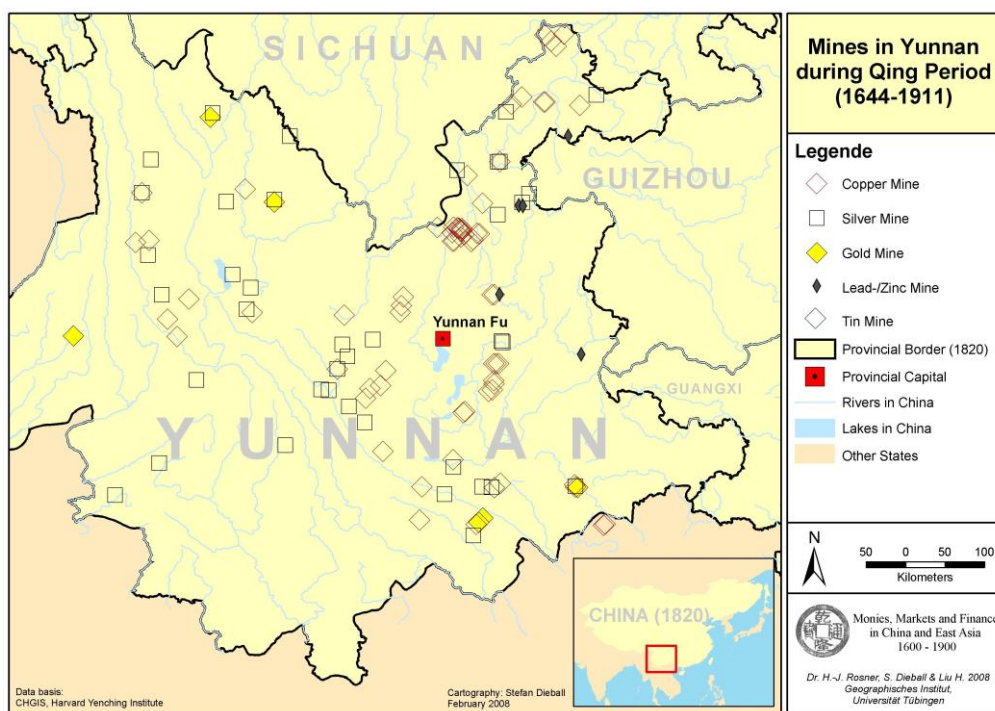 SICHUAN
GUIZHOU
Yunnan Fu
GUANGXI
YUNNAN
CHINA (1820)
Data basis:
CHGIS, Harvard Yenching Institute
Cartography: Stefan Dieball
February 2008
Mines in Yunnan
during Qing Period
(1644-1911)
Legende
Copper Mine
Silver Mine
Gold Mine
Lead-/Zinc Mine
Tin Mine
Provincial Border (1820)
Provincial Capital
Rivers in China
Lakes in China
Other States
N
50 0 50 100
Kilometers
乾隆通寶
Monies, Markets and Finance
in China and East Asia
1600 - 1900
Dr. H.-J. Rosner, S. Dieball & Liu H. 2008
Geographisches Institut,
Universität Tübingen